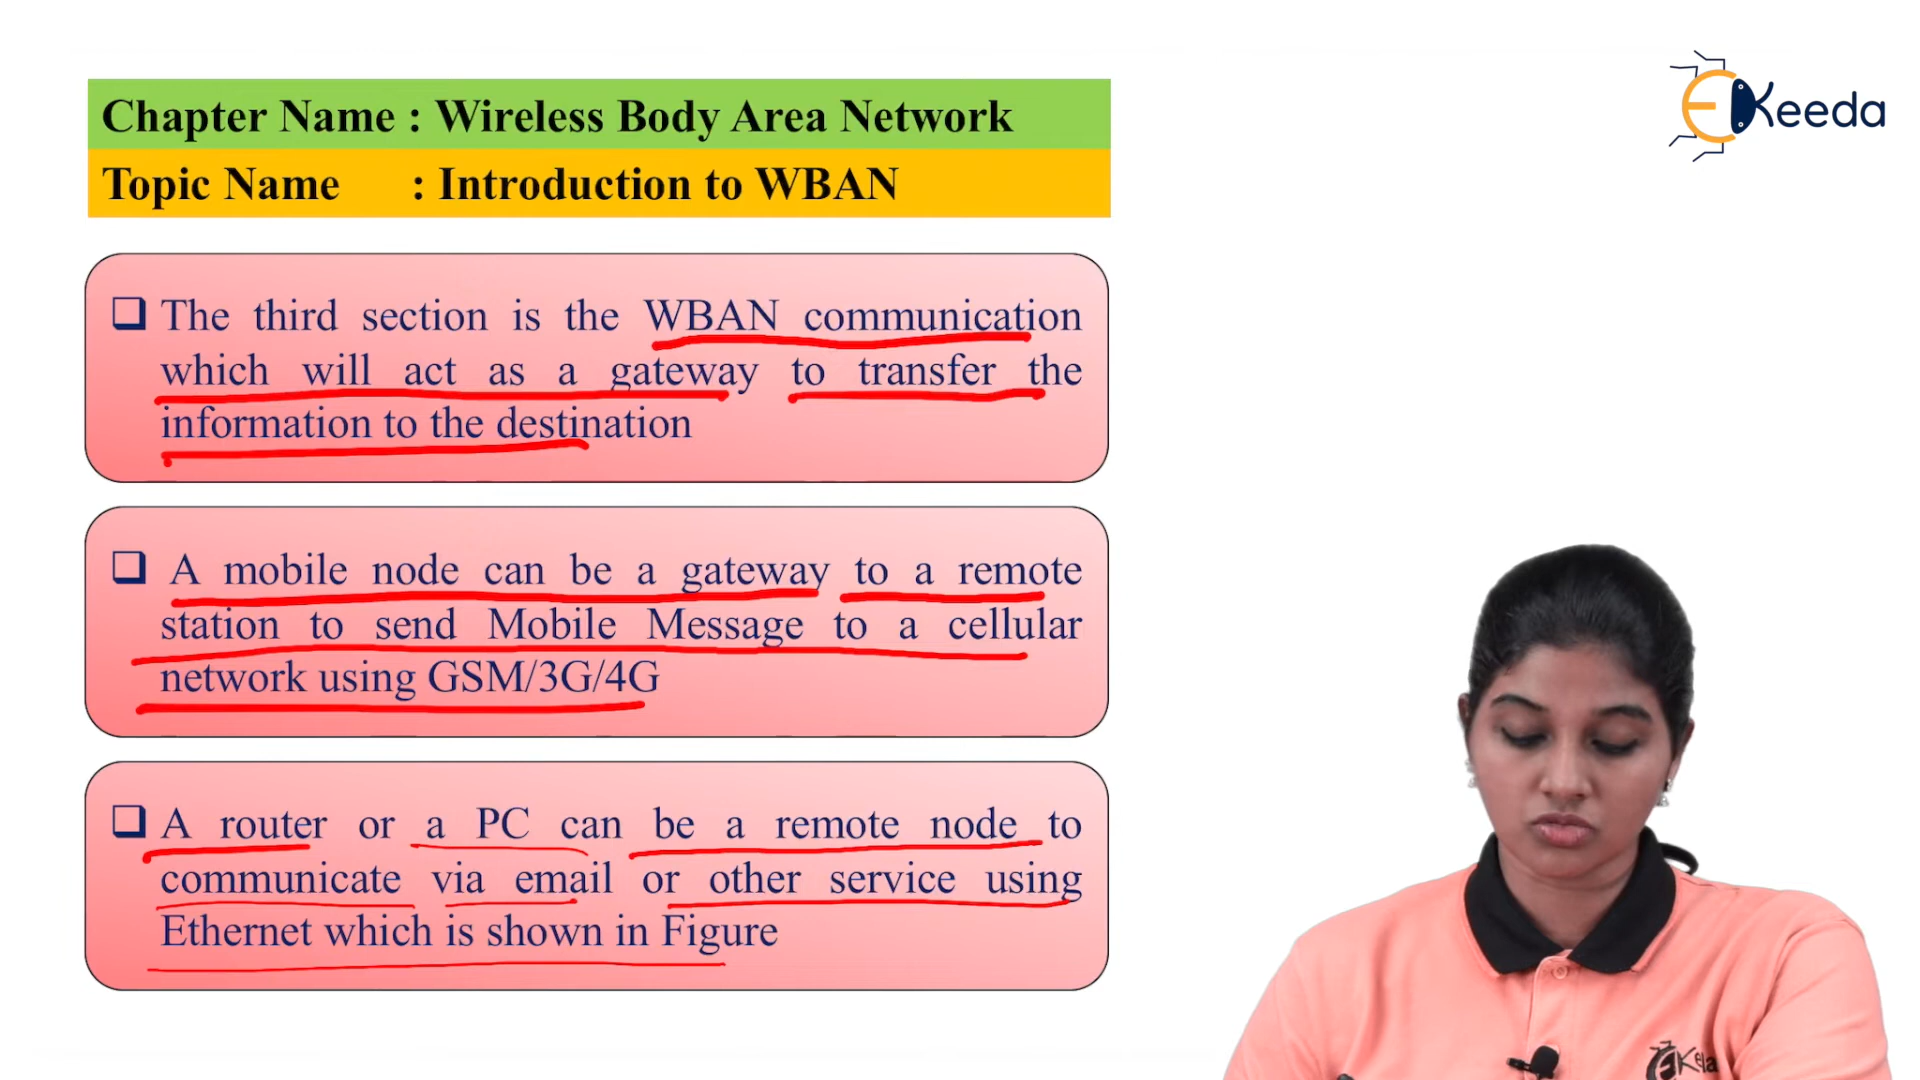 Keeda
Chapter Name : Wireless Body Area Network
Topic Name : Introduction to WBAN
The third section is the WBAN communication
which will act as a gateway to transfer the
information to the destination
A mobile node can be a gateway to a remote
station to send Mobile Message to a cellular
network using GSM/3G/4G
A router or a PC can be a remote node to
communicate via email or other service using
Ethernet which is shown in Figure